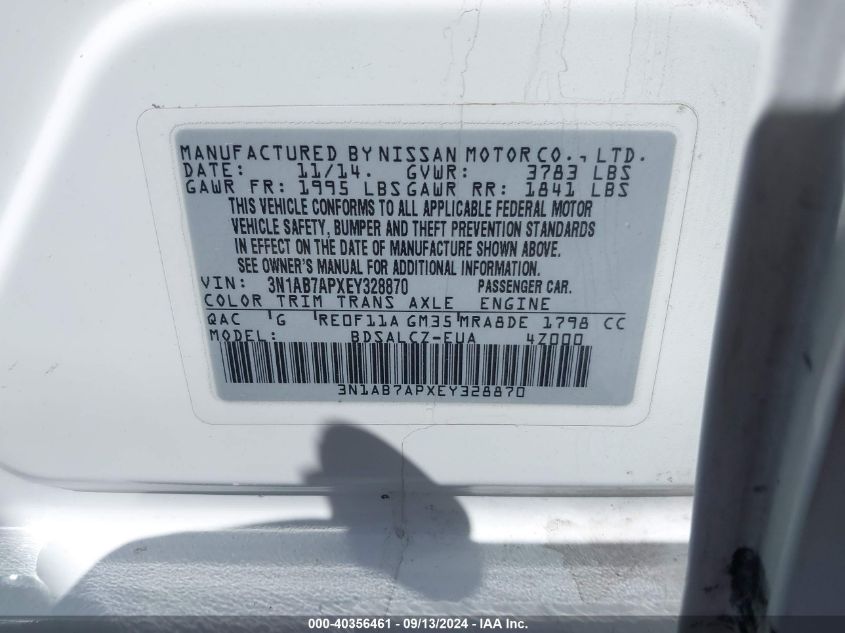 MANUFACTURED BY NISSAN MOTOR CO., LTD.
DATE: 11/14. GVWR: 3783 LBS
GAWR FR: 1995 LBS GAWR RR: 1841 LBS
THIS VEHICLE CONFORMS TO ALL APPLICABLE FEDERAL MOTOR
VEHICLE SAFETY, BUMPER AND THEFT PREVENTION STANDARDS
IN EFFECT ON THE DATE OF MANUFACTURE SHOWN ABOVE.
SEE OWNER'S MANUAL FOR ADDITIONAL INFORMATION.
VIN: 3N1AB7APXEY328870 PASSENGER CAR.
COLOR TRIM TRANS AXLE ENGINE
QAC G RE0F11A GM35 MRA8DE 1798 CC
MODEL: BDSALCZ-EUA 4Z000
3N1AB7APXEY328870
000-40356461 - 09/13/2024 - IAA Inc.